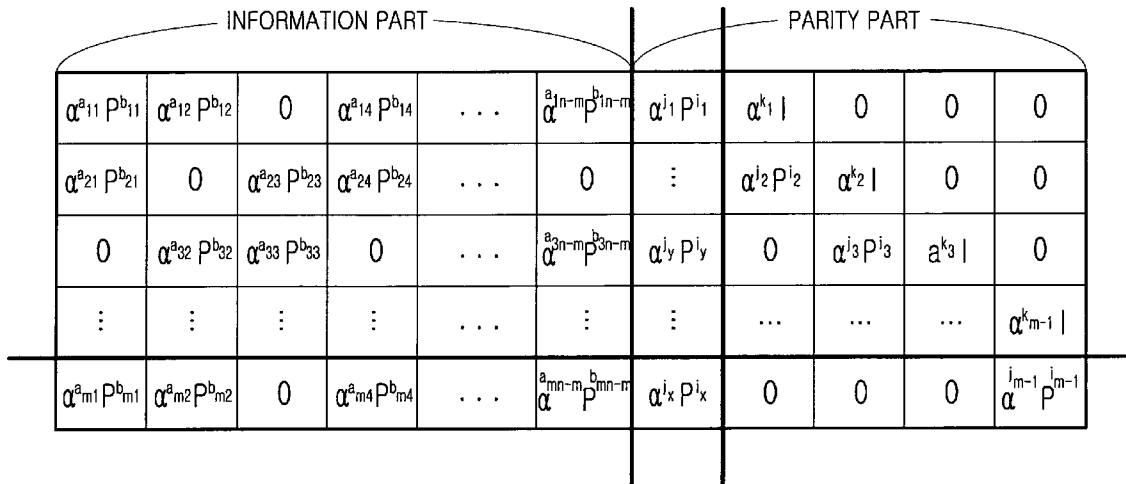 INFORMATION PART PARITY PART
α^a₁₁ P^b₁₁ α^a₁₂ P^b₁₂ 0 α^a₁₄ P^b₁₄ ... α^a₁ₙ₋ₘ P^b₁ₙ₋ₘ α^j₁ P^i₁ α^k₁ I 0 0 0
α^a₂₁ P^b₂₁ 0 α^a₂₃ P^b₂₃ α^a₂₄ P^b₂₄ ... 0 ⋮ α^j₂ P^i₂ α^k₂ I 0 0
0 α^a₃₂ P^b₃₂ α^a₃₃ P^b₃₃ 0 ... α^a₃ₙ₋ₘ P^b₃ₙ₋ₘ α^j_y P^i_y 0 α^j₃ P^i₃ a^k₃ I 0
⋮ ⋮ ⋮ ⋮ ... ⋮ ⋮ ... ... ... α^kₘ₋₁ I
α^aₘ₁ P^bₘ₁ α^aₘ₂ P^bₘ₂ 0 α^aₘ₄ P^bₘ₄ ... α^aₘₙ₋ₘ P^bₘₙ₋ₘ α^jₓ P^iₓ 0 0 0 α^jₘ₋₁ P^iₘ₋₁